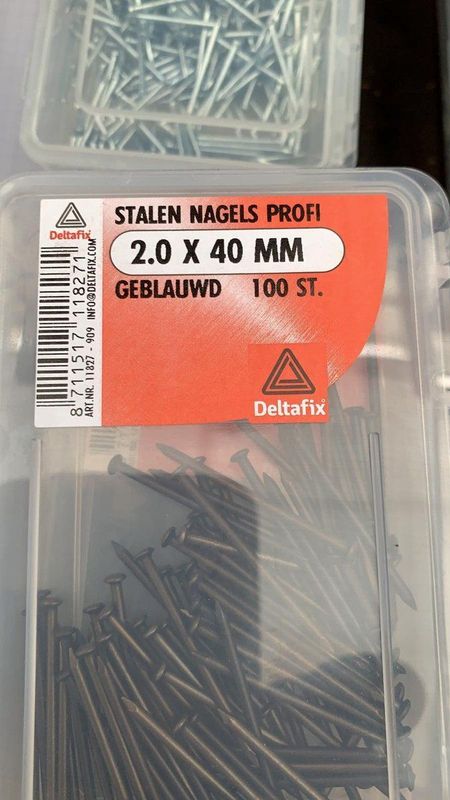 STALEN NAGELS PROFI
2.0 X 40 MM
GEBLAUWD 100 ST.
Deltafix
8 711517 118271
ART.NR. 11827 - 909 INFO@DELTAFIX.COM
Deltafix